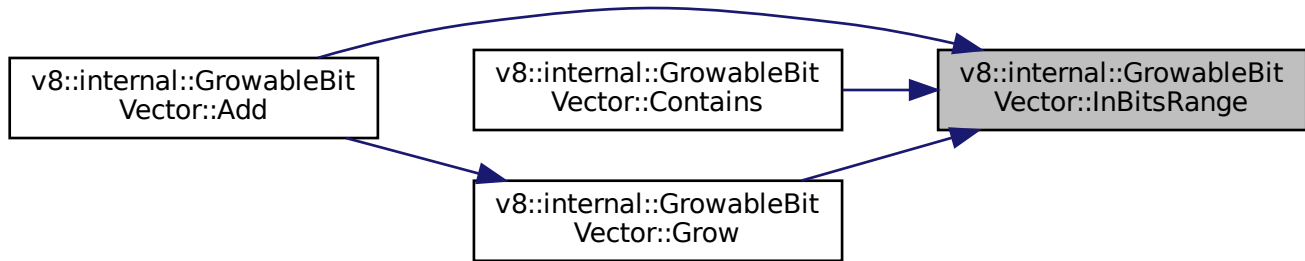 v8::internal::GrowableBit
Vector::Add
v8::internal::GrowableBit
Vector::Contains
v8::internal::GrowableBit
Vector::InBitsRange
v8::internal::GrowableBit
Vector::Grow